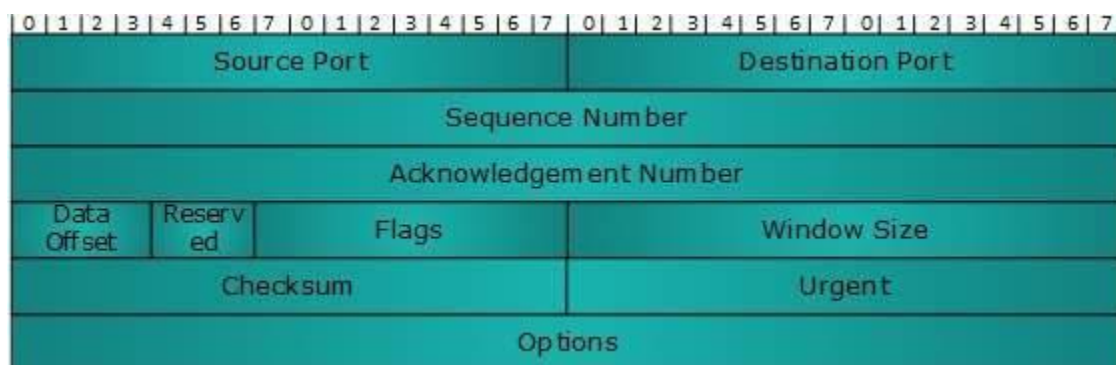 0 1 2 3 4 5 6 7 0 1 2 3 4 5 6 7 0 1 2 3 4 5 6 7 0 1 2 3 4 5 6 7
Source Port Destination Port
Sequence Number
Acknowledgement Number
Data Offset Reserved Flags Window Size
Checksum Urgent
Options